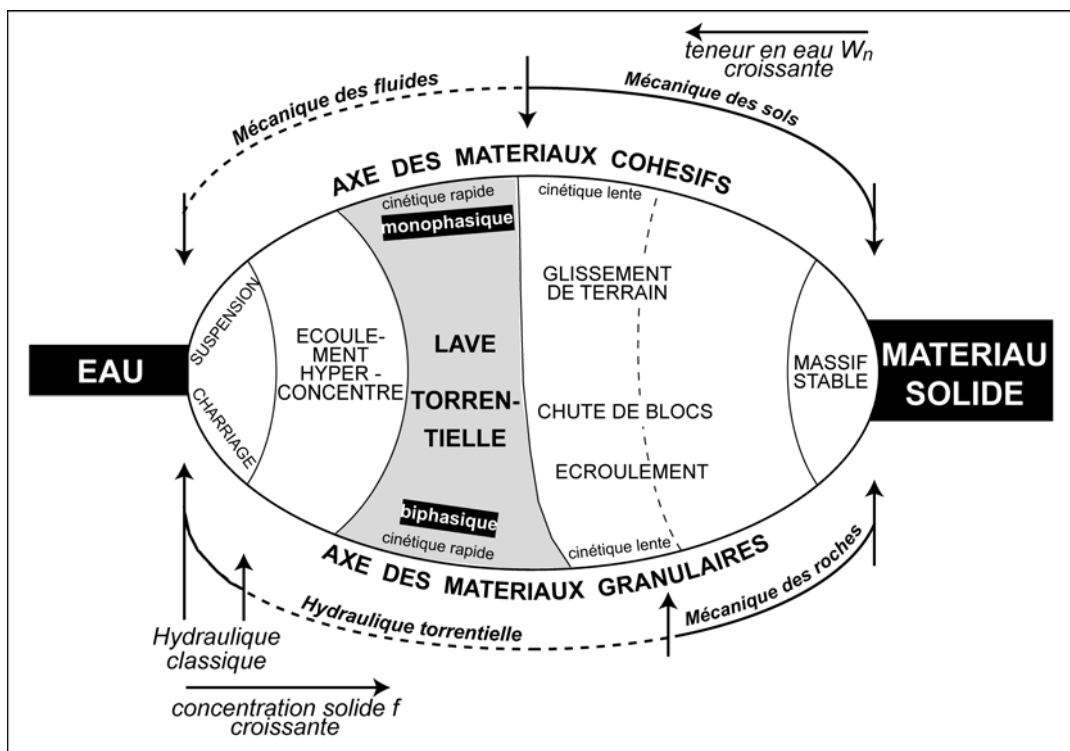 teneur en eau Wn
croissante
Mécanique des fluides
Mécanique des sols
AXE DES MATERIAUX COHESIFS
cinétique rapide
cinétique lente
monophasique
GLISSEMENT
DE TERRAIN
SUSPENSION
ECOULE-
MENT
HYPER -
CONCENTRE
LAVE
TORREN-
TIELLE
EAU
MASSIF
STABLE
MATERIAU
SOLIDE
CHARRIAGE
CHUTE DE BLOCS
ECROULEMENT
biphasique
cinétique rapide
cinétique lente
AXE DES MATERIAUX GRANULAIRES
Hydraulique torrentielle
Mécanique des roches
Hydraulique
classique
concentration solide f
croissante